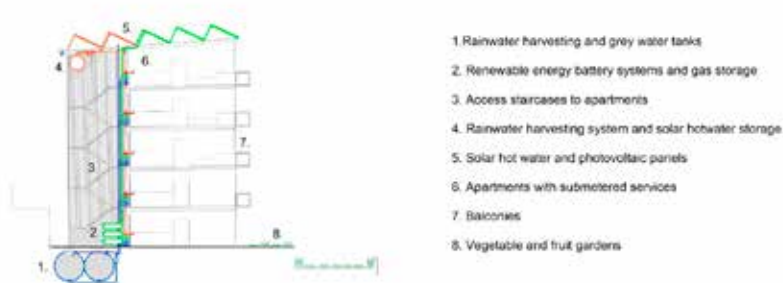 5.
6.
4.
3.
7.
2.
8.
1.
1.Rainwater harvesting and grey water tanks
2. Renewable energy battery systems and gas storage
3. Access staircases to apartments
4. Rainwater harvesting system and solar hotwater storage
5. Solar hot water and photovoltaic panels
6. Apartments with submetered services
7. Balconies
8. Vegetable and fruit gardens